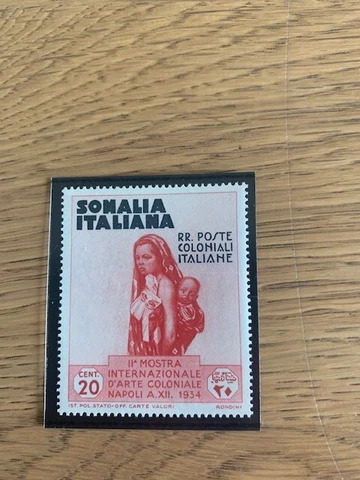 SOMALIA
ITALIANA
RR. POSTE
COLONIALI
ITALIANE
IIª MOSTRA
INTERNAZIONALE
D'ARTE COLONIALE
NAPOLI A.XII. 1934
CENT.
20
٢٠
IST. POL. STATO-OFF. CARTE VALORI
RONDINI